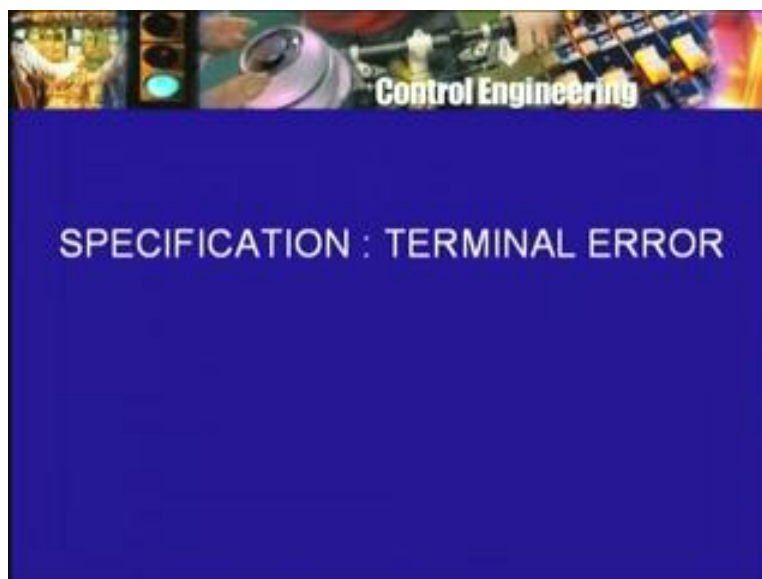 Control Engineering
SPECIFICATION : TERMINAL ERROR